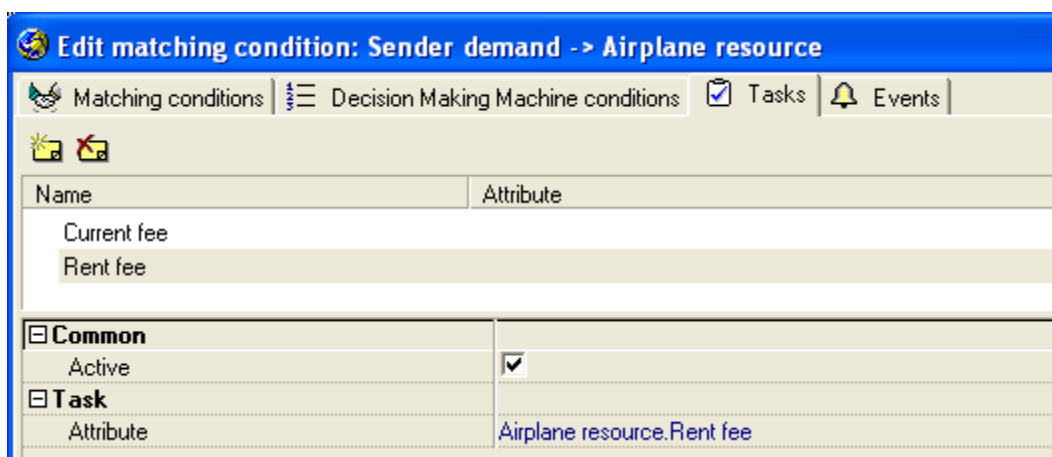 Edit matching condition: Sender demand -> Airplane resource
Matching conditions Decision Making Machine conditions Tasks Events
Name Attribute
Current fee
Rent fee
Common
Active
Task
Attribute Airplane resource.Rent fee